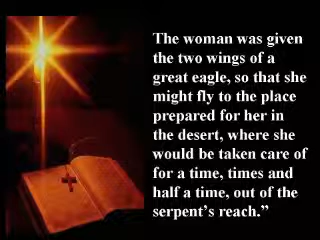 The woman was given
the two wings of a
great eagle, so that she
might fly to the place
prepared for her in
the desert, where she
would be taken care of
for a time, times and
half a time, out of the
serpent's reach.”